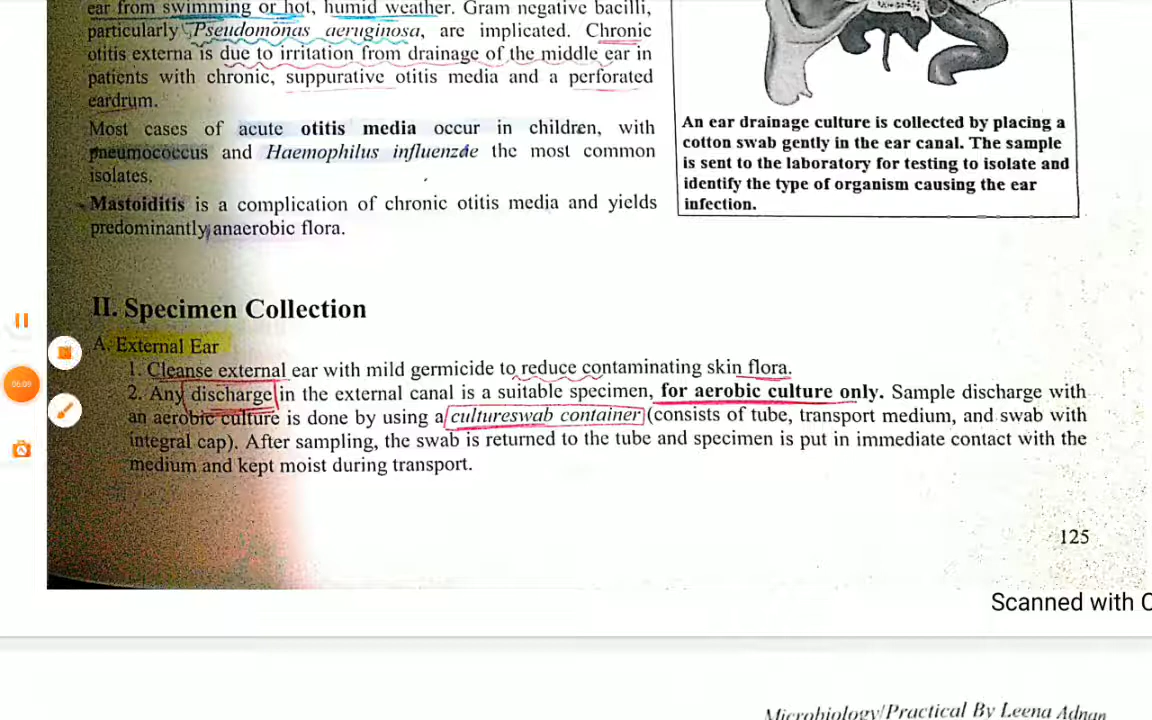 ear from swimming or hot, humid weather. Gram negative bacilli,
particularly Pseudomonas aeruginosa, are implicated. Chronic
otitis externa is due to irritation from drainage of the middle ear in
patients with chronic, suppurative otitis media and a perforated
eardrum.
Most cases of acute otitis media occur in children, with
pneumococcus and Haemophilus influenzae the most common
isolates.
Mastoiditis is a complication of chronic otitis media and yields
predominantly anaerobic flora.
An ear drainage culture is collected by placing a
cotton swab gently in the ear canal. The sample
is sent to the laboratory for testing to isolate and
identify the type of organism causing the ear
infection.
II. Specimen Collection
A. External Ear
1. Cleanse external ear with mild germicide to reduce contaminating skin flora.
2. Any discharge in the external canal is a suitable specimen, for aerobic culture only. Sample discharge with
an aerobic culture is done by using a cultureswab container (consists of tube, transport medium, and swab with
integral cap). After sampling, the swab is returned to the tube and specimen is put in immediate contact with the
medium and kept moist during transport.
125
Scanned with C
Microbiology/Practical By Leena Adnan